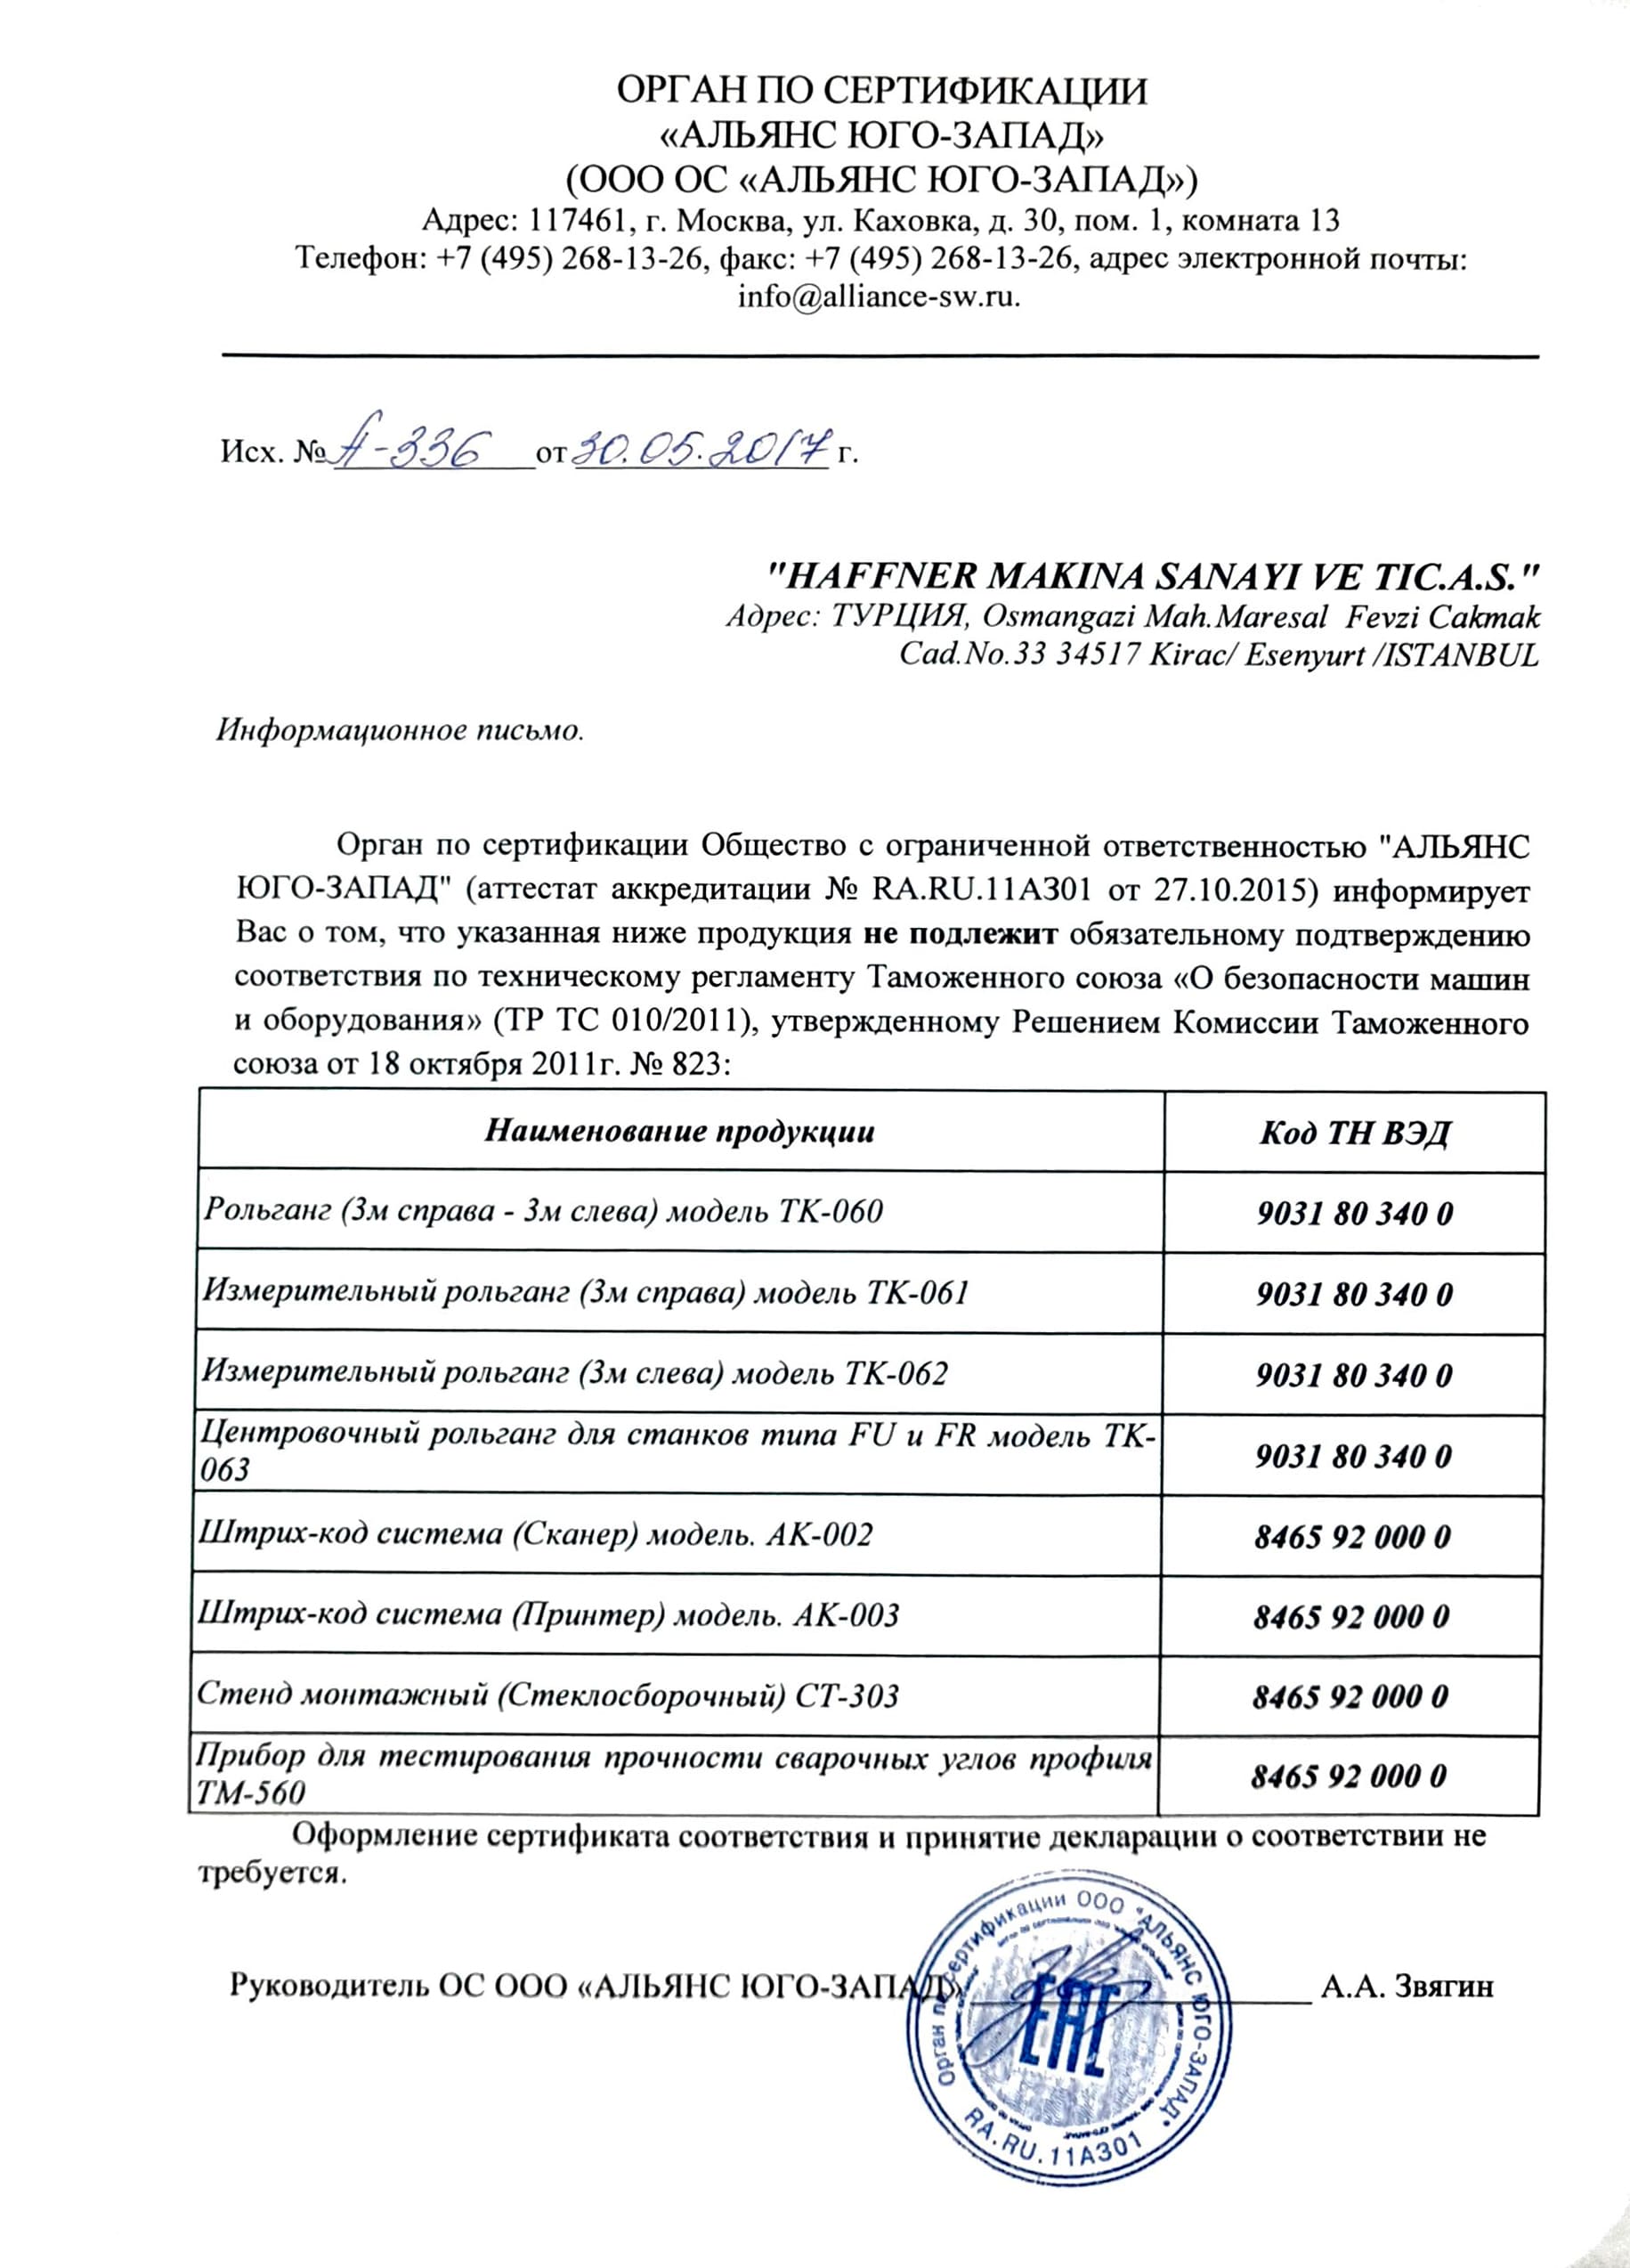 ОРГАН ПО СЕРТИФИКАЦИИ
«АЛЬЯНС ЮГО-ЗАПАД»
(ООО ОС «АЛЬЯНС ЮГО-ЗАПАД»)
Адрес: 117461, г. Москва, ул. Каховка, д. 30, пом. 1, комната 13
Телефон: +7 (495) 268-13-26, факс: +7 (495) 268-13-26, адрес электронной почты:
info@alliance-sw.ru.
Исх. № А-336 от 30.05.2017 г.
"HAFFNER MAKINA SANAYI VE TIC.A.S."
Адрес: ТУРЦИЯ, Osmangazi Mah.Maresal Fevzi Cakmak
Cad.No.33 34517 Kirac/ Esenyurt /ISTANBUL
Информационное письмо.
Орган по сертификации Общество с ограниченной ответственностью "АЛЬЯНС
ЮГО-ЗАПАД" (аттестат аккредитации № RA.RU.11АЗ01 от 27.10.2015) информирует
Вас о том, что указанная ниже продукция не подлежит обязательному подтверждению
соответствия по техническому регламенту Таможенного союза «О безопасности машин
и оборудования» (ТР ТС 010/2011), утвержденному Решением Комиссии Таможенного
союза от 18 октября 2011г. № 823:
Наименование продукции Код ТН ВЭД
Рольганг (3м справа - 3м слева) модель ТК-060 9031 80 340 0
Измерительный рольганг (3м справа) модель ТК-061 9031 80 340 0
Измерительный рольганг (3м слева) модель ТК-062 9031 80 340 0
Центровочный рольганг для станков типа FU и FR модель ТК-
063 9031 80 340 0
Штрих-код система (Сканер) модель. АК-002 8465 92 000 0
Штрих-код система (Принтер) модель. АК-003 8465 92 000 0
Стенд монтажный (Стеклосборочный) СТ-303 8465 92 000 0
Прибор для тестирования прочности сварочных углов профиля
ТМ-560 8465 92 000 0
Оформление сертификата соответствия и принятие декларации о соответствии не
требуется.
Руководитель ОС ООО «АЛЬЯНС ЮГО-ЗАПАД» А.А. Звягин
Орган по сертификации ООО "АЛЬЯНС ЮГО-ЗАПАД"
ЕАС
RA.RU.11АЗ01